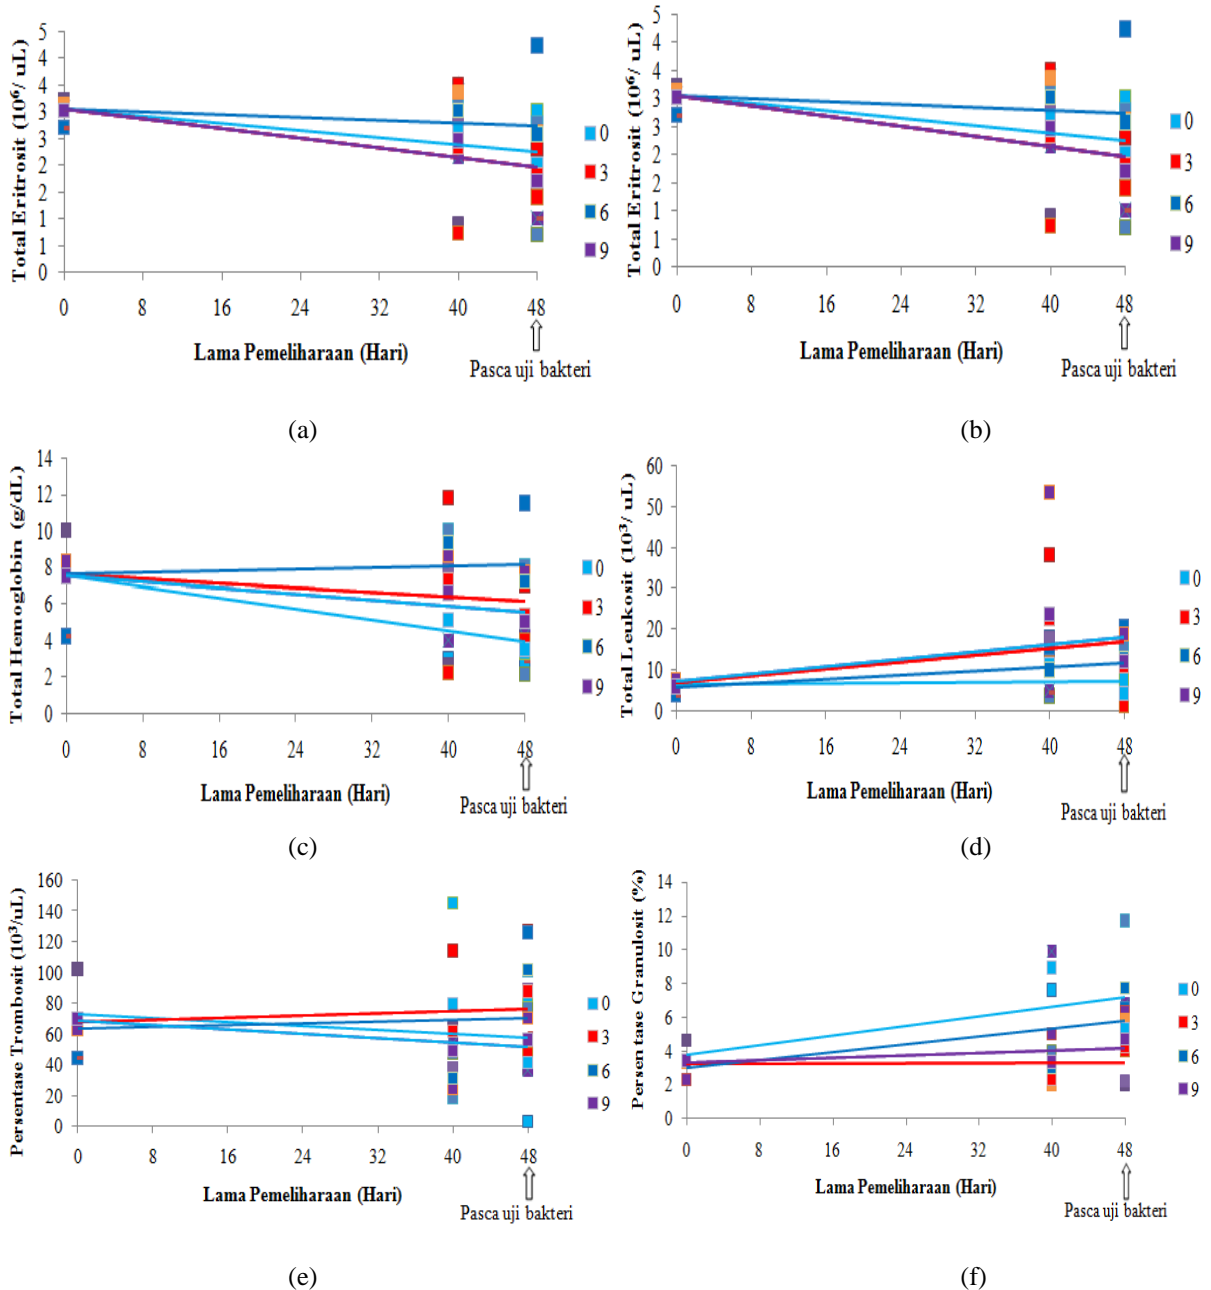 Total Eritrosit (10⁶/ uL)
5
4
4
3
3
2
2
1
1
0
0 8 16 24 32 40 48
Lama Pemeliharaan (Hari)
Pasca uji bakteri
0
3
6
9
(a)
Total Eritrosit (10⁶/ uL)
5
4
4
3
3
2
2
1
1
0
0 8 16 24 32 40 48
Lama Pemeliharaan (Hari)
Pasca uji bakteri
0
3
6
9
(b)
Total Hemoglobin (g/dL)
14
12
10
8
6
4
2
0
0 8 16 24 32 40 48
Lama Pemeliharaan (Hari)
Pasca uji bakteri
0
3
6
9
(c)
Total Leukosit (10³/ uL)
60
50
40
30
20
10
0
0 8 16 24 32 40 48
Lama Pemeliharaan (Hari)
Pasca uji bakteri
0
3
6
9
(d)
Persentase Trombosit (10³/uL)
160
140
120
100
80
60
40
20
0
0 8 16 24 32 40 48
Lama Pemeliharaan (Hari)
Pasca uji bakteri
0
3
6
9
(e)
Persen tase Granulosit (%)
14
12
10
8
6
4
2
0
0 8 16 24 32 40 48
Lama Pemeliharaan (Hari)
Pasca uji bakteri
0
3
6
9
(f)